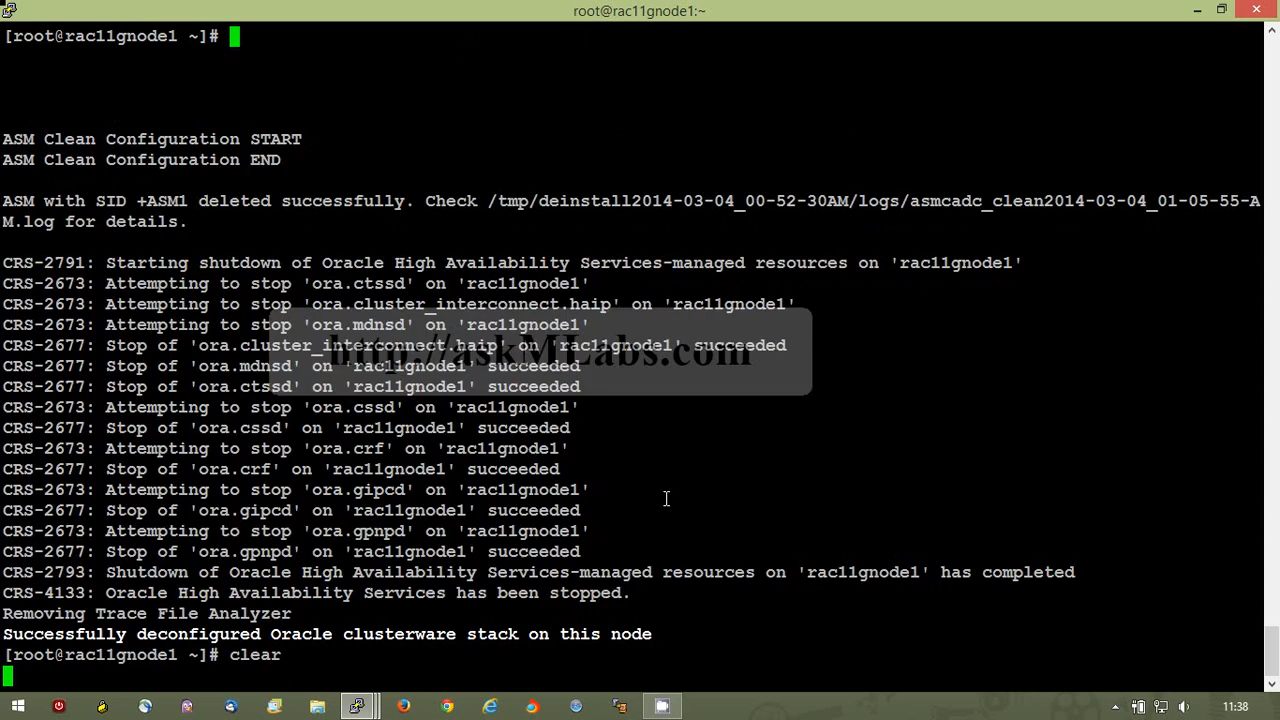 root@rac11gnode1:~
[root@rac11gnode1 ~]#
ASM Clean Configuration START
ASM Clean Configuration END
ASM with SID +ASM1 deleted successfully. Check /tmp/deinstall2014-03-04_00-52-30AM/logs/asmcadc_clean2014-03-04_01-05-55-A
M.log for details.
CRS-2791: Starting shutdown of Oracle High Availability Services-managed resources on 'rac11gnode1'
CRS-2673: Attempting to stop 'ora.ctssd' on 'rac11gnode1'
CRS-2673: Attempting to stop 'ora.cluster_interconnect.haip' on 'rac11gnode1'
CRS-2673: Attempting to stop 'ora.mdnsd' on 'rac11gnode1'
CRS-2677: Stop of 'ora.cluster_interconnect.haip' on 'rac11gnode1' succeeded
http://askMLabs.com
CRS-2677: Stop of 'ora.mdnsd' on 'rac11gnode1' succeeded
CRS-2677: Stop of 'ora.ctssd' on 'rac11gnode1' succeeded
CRS-2673: Attempting to stop 'ora.cssd' on 'rac11gnode1'
CRS-2677: Stop of 'ora.cssd' on 'rac11gnode1' succeeded
CRS-2673: Attempting to stop 'ora.crf' on 'rac11gnode1'
CRS-2677: Stop of 'ora.crf' on 'rac11gnode1' succeeded
CRS-2673: Attempting to stop 'ora.gipcd' on 'rac11gnode1'
CRS-2677: Stop of 'ora.gipcd' on 'rac11gnode1' succeeded
CRS-2673: Attempting to stop 'ora.gpnpd' on 'rac11gnode1'
CRS-2677: Stop of 'ora.gpnpd' on 'rac11gnode1' succeeded
CRS-2793: Shutdown of Oracle High Availability Services-managed resources on 'rac11gnode1' has completed
CRS-4133: Oracle High Availability Services has been stopped.
Removing Trace File Analyzer
Successfully deconfigured Oracle clusterware stack on this node
[root@rac11gnode1 ~]# clear
11:38